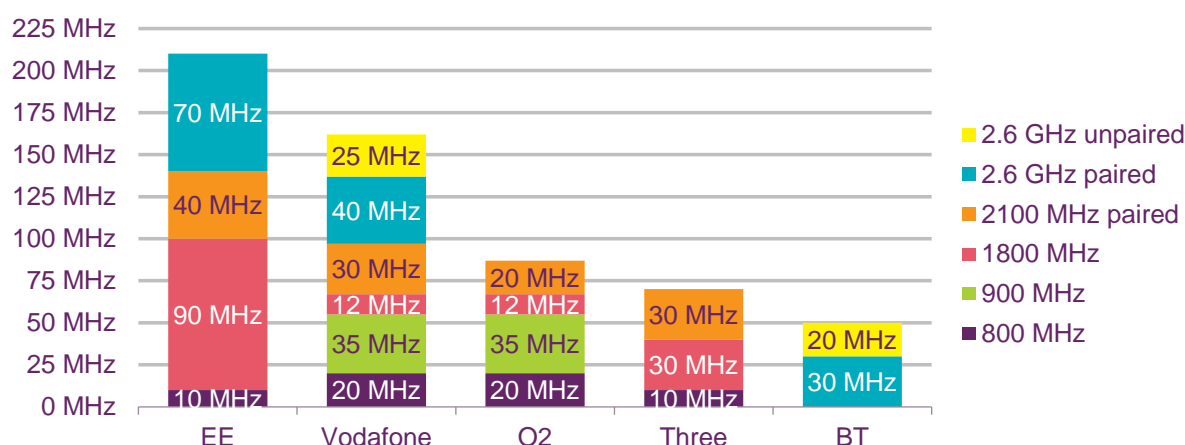 225 MHz
200 MHz
175 MHz
150 MHz
125 MHz
100 MHz
75 MHz
50 MHz
25 MHz
0 MHz
70 MHz
40 MHz
90 MHz
10 MHz
25 MHz
40 MHz
30 MHz
12 MHz
35 MHz
20 MHz
20 MHz
12 MHz
35 MHz
20 MHz
30 MHz
30 MHz
10 MHz
20 MHz
30 MHz
EE
Vodafone
O2
Three
BT
2.6 GHz unpaired
2.6 GHz paired
2100 MHz paired
1800 MHz
900 MHz
800 MHz